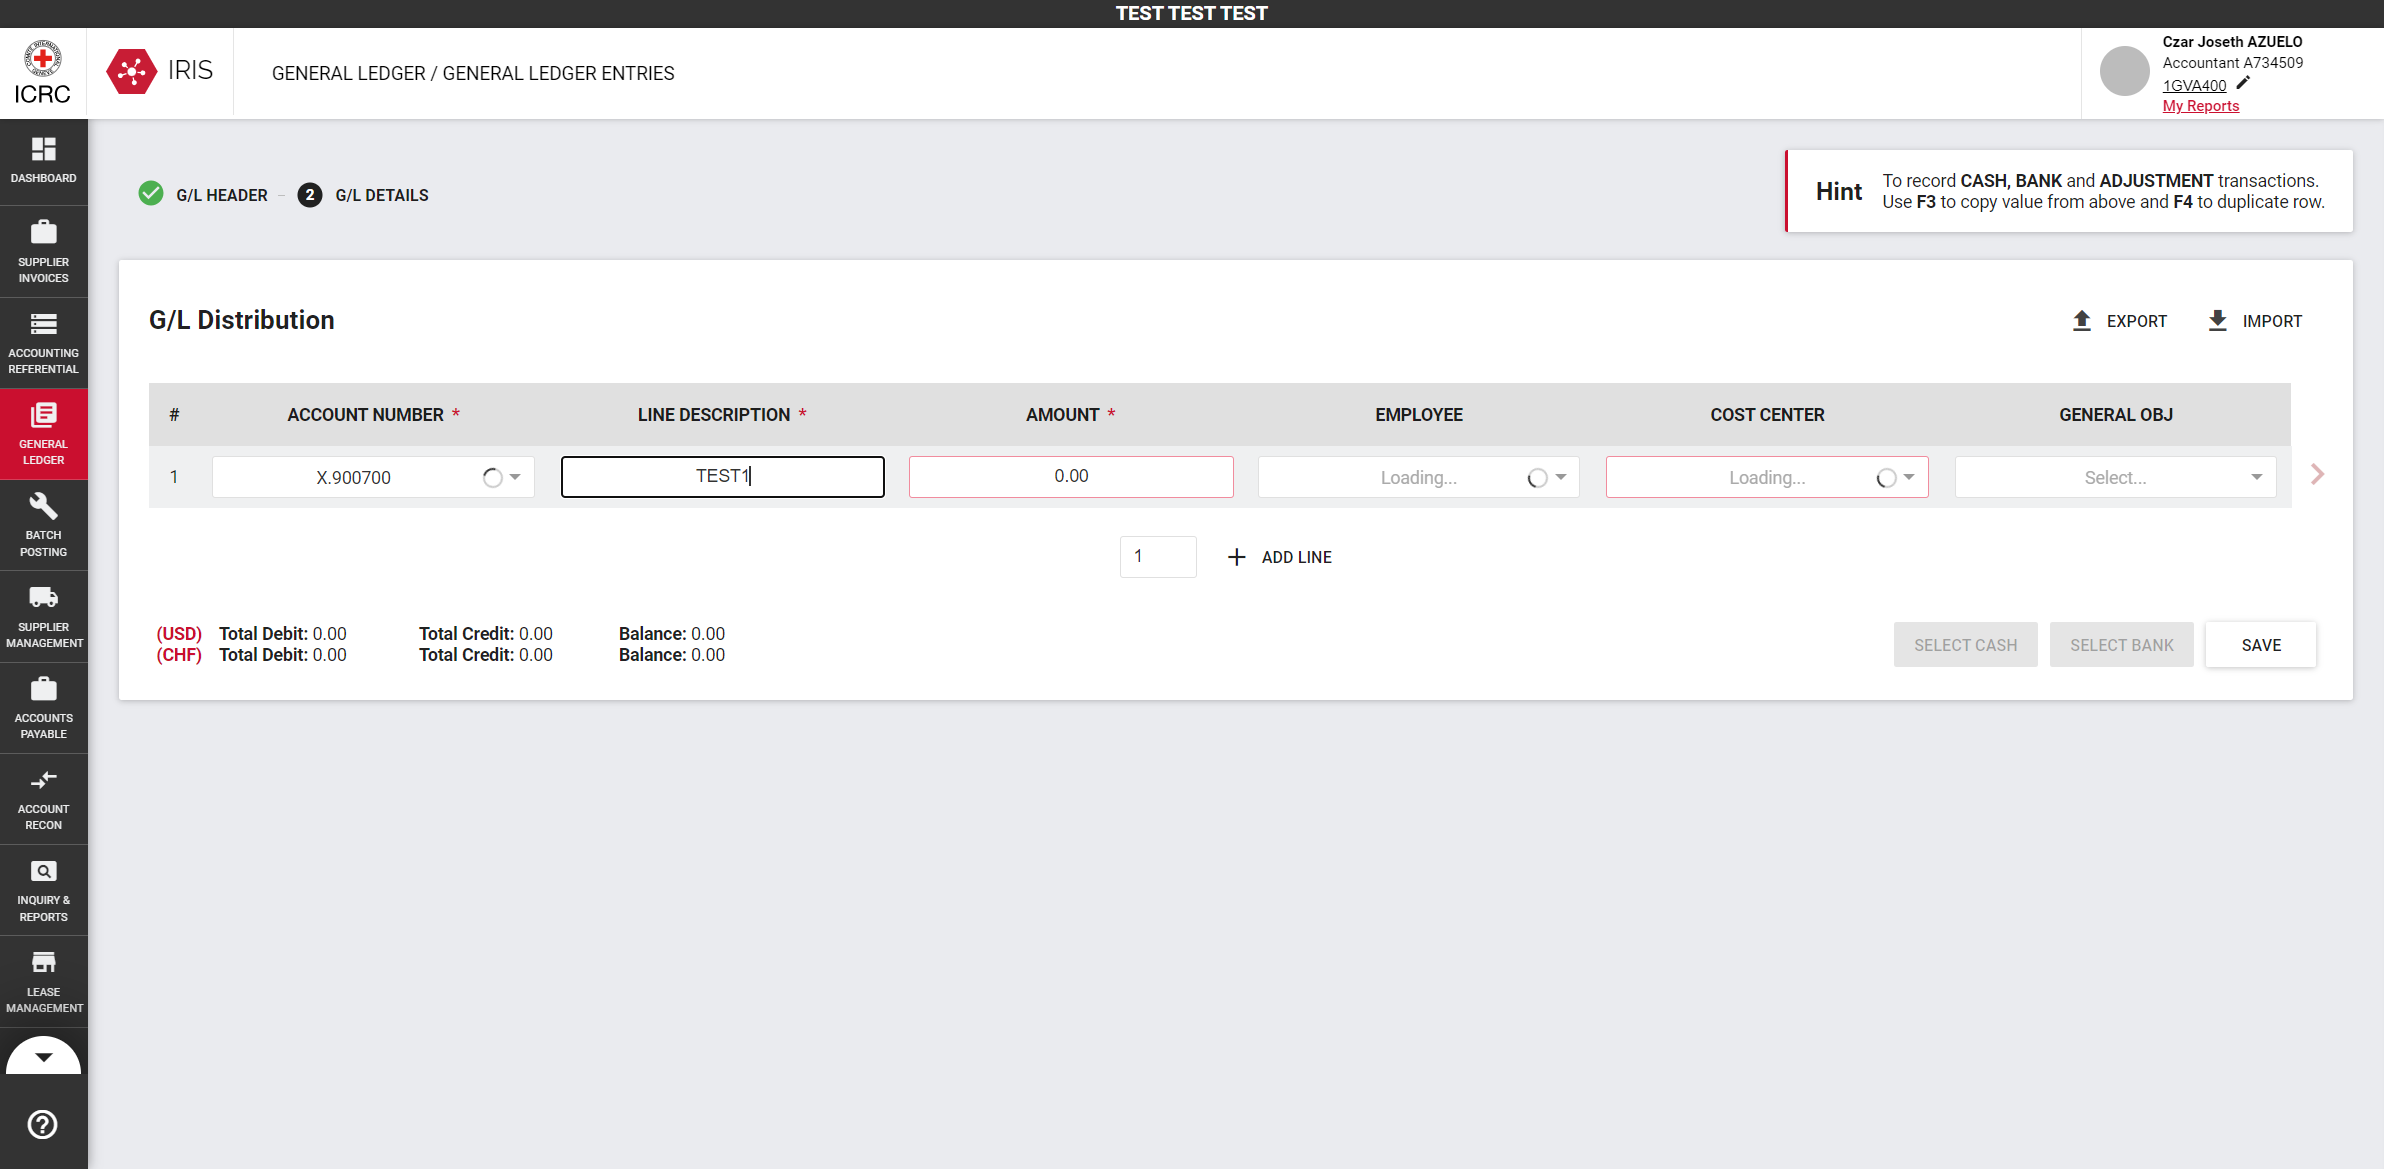 TEST TEST TEST
ICRC
IRIS
GENERAL LEDGER / GENERAL LEDGER ENTRIES
Czar Joseth AZUELO
Accountant A734509
1GVA400
My Reports
DASHBOARD
SUPPLIER
INVOICES
ACCOUNTING
REFERENTIAL
GENERAL
LEDGER
BATCH
POSTING
SUPPLIER
MANAGEMENT
ACCOUNTS
PAYABLE
ACCOUNT
RECON
INQUIRY &
REPORTS
LEASE
MANAGEMENT
G/L HEADER - 2 G/L DETAILS
Hint
To record CASH, BANK and ADJUSTMENT transactions.
Use F3 to copy value from above and F4 to duplicate row.
G/L Distribution
EXPORT IMPORT
# ACCOUNT NUMBER * LINE DESCRIPTION * AMOUNT * EMPLOYEE COST CENTER GENERAL OBJ
1 X.900700 TEST1 0.00 Loading... Loading... Select...
1 + ADD LINE
(USD) Total Debit: 0.00 Total Credit: 0.00 Balance: 0.00
(CHF) Total Debit: 0.00 Total Credit: 0.00 Balance: 0.00
SELECT CASH SELECT BANK SAVE